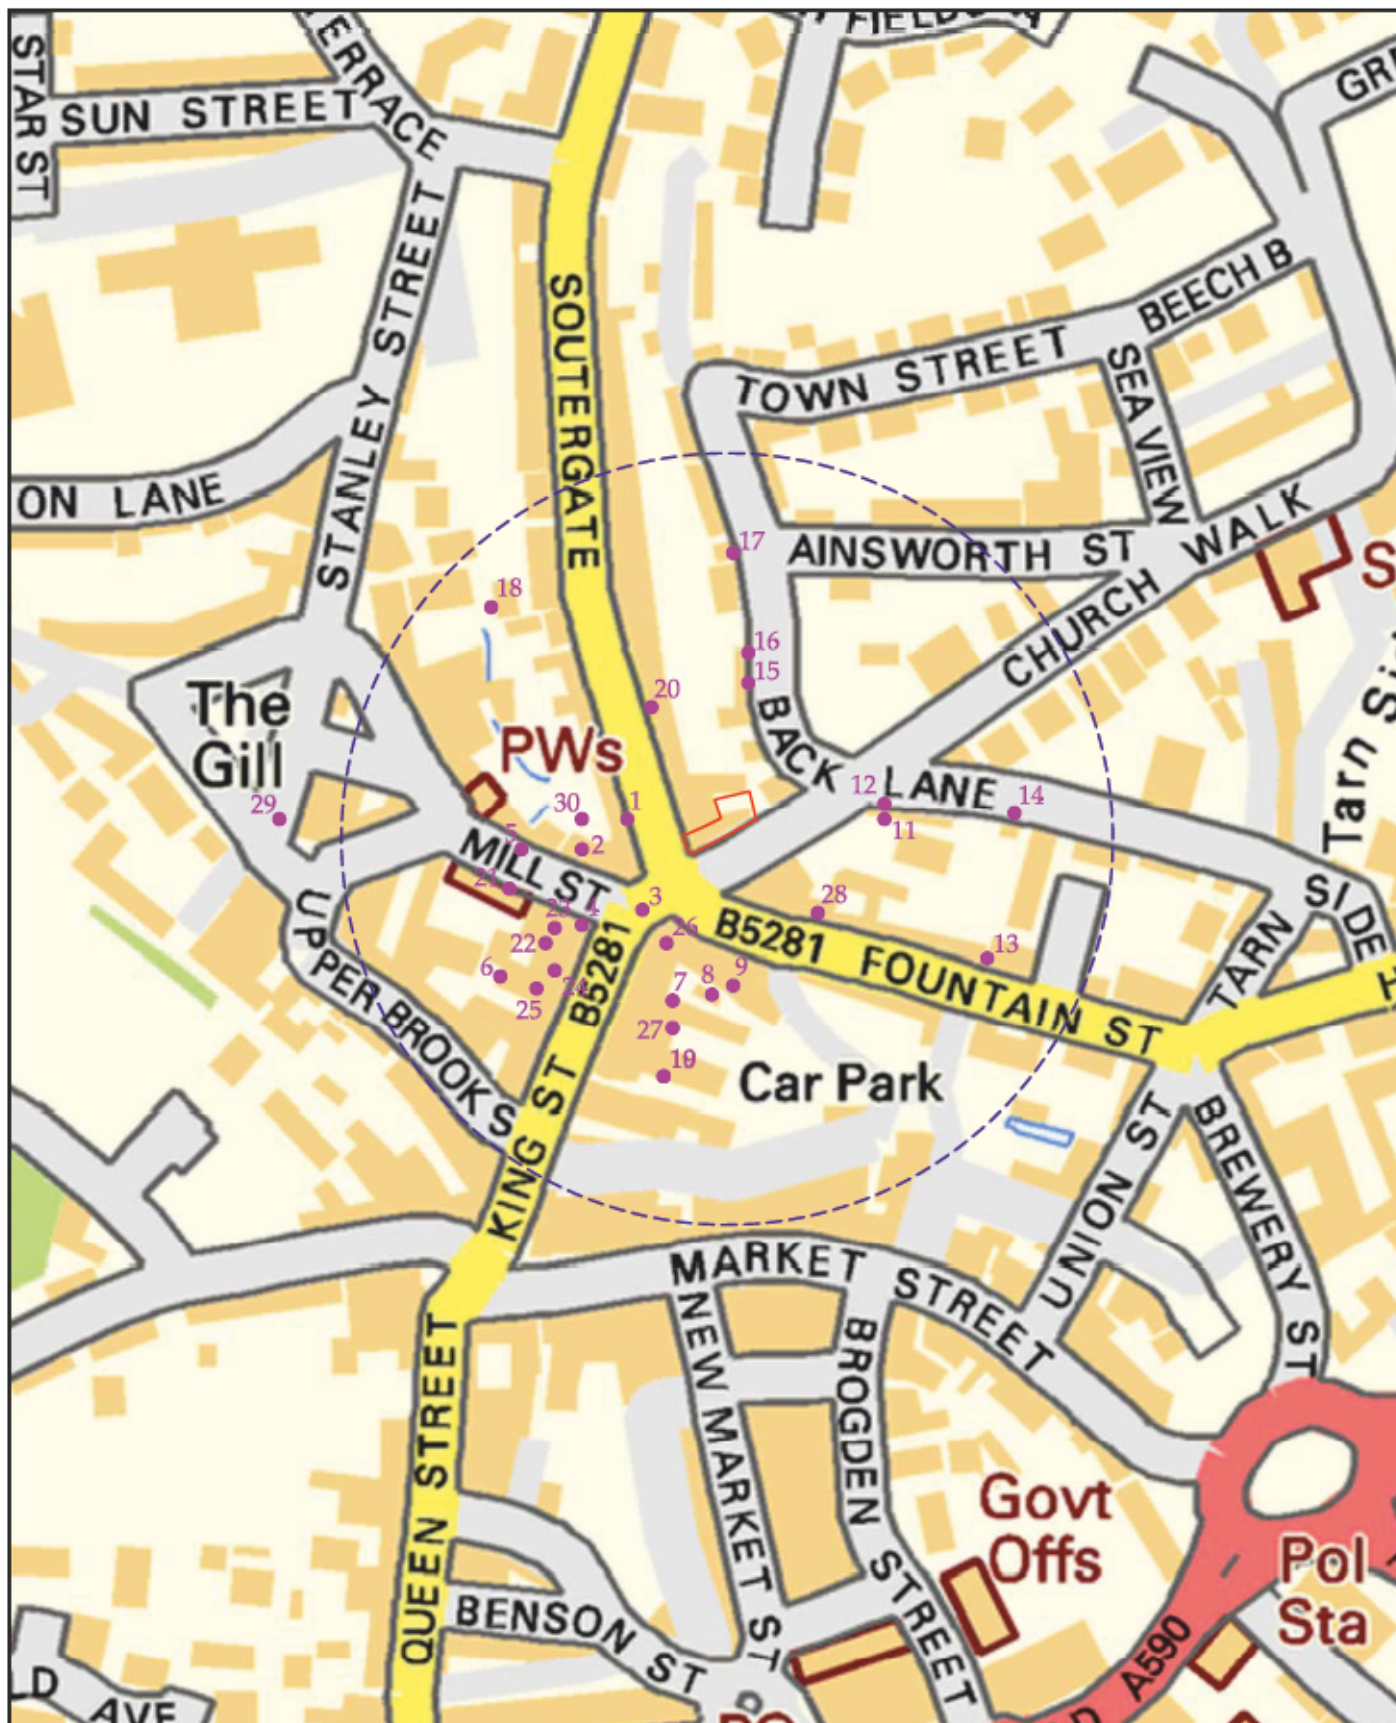 FIELD
STAR ST
SUN STREET
ERRACE
GR
SOUTERGATE
STANLEY STREET
BEECH B
TOWN STREET
SEA VIEW
ON LANE
17
AINSWORTH ST
CHURCH WALK
S
18
16
15
20
The
Gill
PWs
BACK LANE
29
30
1
12
14
11
5
2
MILL ST
21
3
28
Tarn Si
TARN SIDE
UPPER BROOK S
23
4
22
26
B5281
B5281 FOUNTAIN ST
13
H
6
24
25
7
8
9
27
19
Car Park
KING ST
UNION ST
BREWERY ST
MARKET STREET
NEW MARKET ST
BROGDEN STREET
QUEEN STREET
Govt
Offs
Pol
Sta
BENSON ST
A590
D
LD AVE